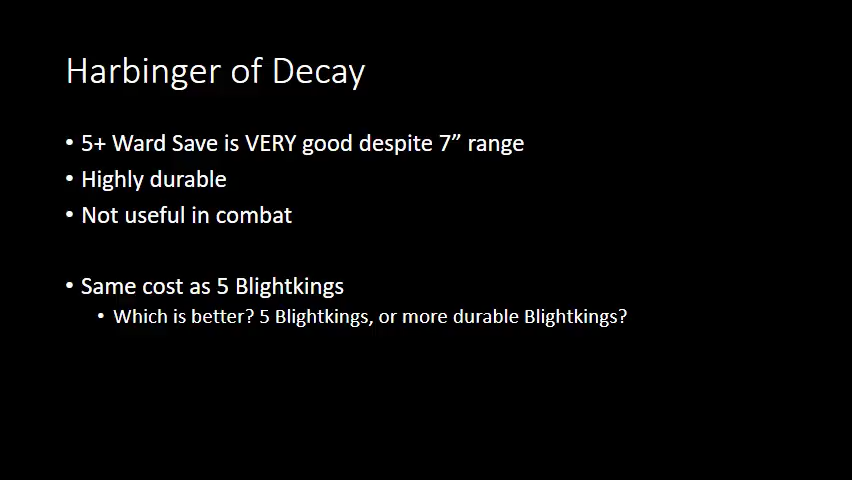 Harbinger of Decay
• 5+ Ward Save is VERY good despite 7” range
• Highly durable
• Not useful in combat
• Same cost as 5 Blightkings
• Which is better? 5 Blightkings, or more durable Blightkings?